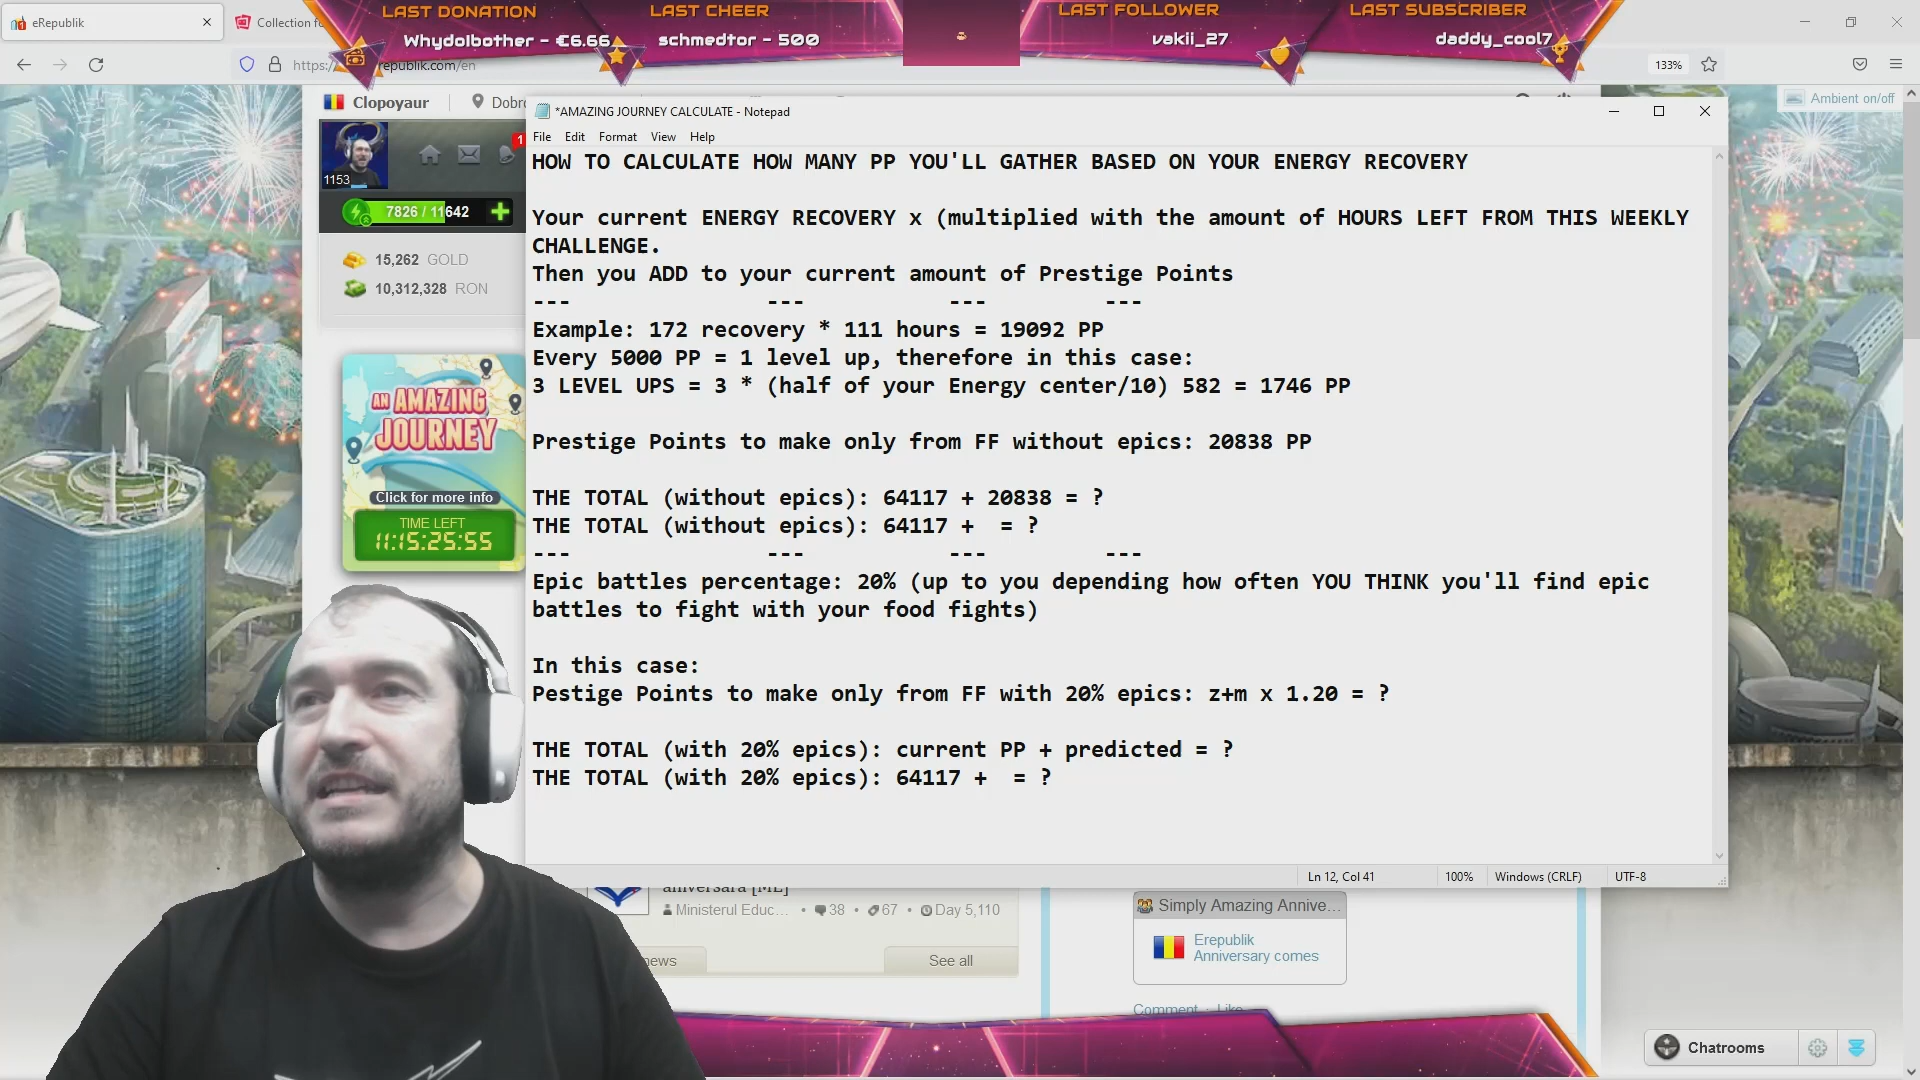 LAST DONATION
Whydoibother - €6.66
LAST CHEER
schmedtor - 500
LAST FOLLOWER
vakii_27
LAST SUBSCRIBER
daddy_cool7
eRepublik
Collection fo
https:
republik.com/en
133%
Clopoyaur
Dobro
Ambient on/off
1
1153
7826 / 11642
15,262 GOLD
10,312,328 RON
AN AMAZING
JOURNEY
Click for more info
TIME LEFT
11:15:25:55
*AMAZING JOURNEY CALCULATE - Notepad
File Edit Format View Help
HOW TO CALCULATE HOW MANY PP YOU'LL GATHER BASED ON YOUR ENERGY RECOVERY
Your current ENERGY RECOVERY x (multiplied with the amount of HOURS LEFT FROM THIS WEEKLY
CHALLENGE.
Then you ADD to your current amount of Prestige Points
--- --- --- ---
Example: 172 recovery * 111 hours = 19092 PP
Every 5000 PP = 1 level up, therefore in this case:
3 LEVEL UPS = 3 * (half of your Energy center/10) 582 = 1746 PP
Prestige Points to make only from FF without epics: 20838 PP
THE TOTAL (without epics): 64117 + 20838 = ?
THE TOTAL (without epics): 64117 +  = ?
--- --- --- ---
Epic battles percentage: 20% (up to you depending how often YOU THINK you'll find epic
battles to fight with your food fights)
In this case:
Pestige Points to make only from FF with 20% epics: z+m x 1.20 = ?
THE TOTAL (with 20% epics): current PP + predicted = ?
THE TOTAL (with 20% epics): 64117 +  = ?
Ln 12, Col 41
100%
Windows (CRLF)
UTF-8
aniversară [ME]
Ministerul Educ... • 38 • 67 • Day 5,110
news
See all
Simply Amazing Annive...
Erepublik
Anniversary comes
Comment · Like
Chatrooms